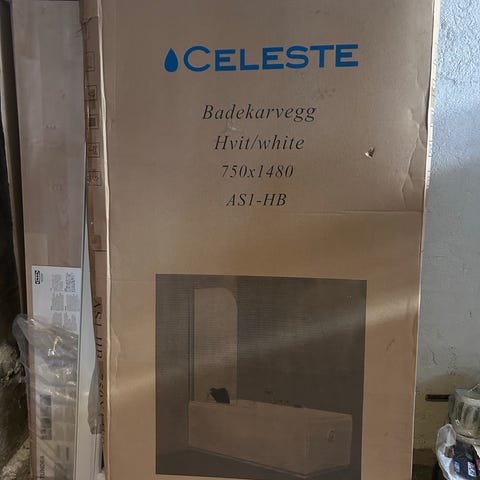 CELESTE
Badekarvegg
Hvit/white
750x1480
AS1-HB